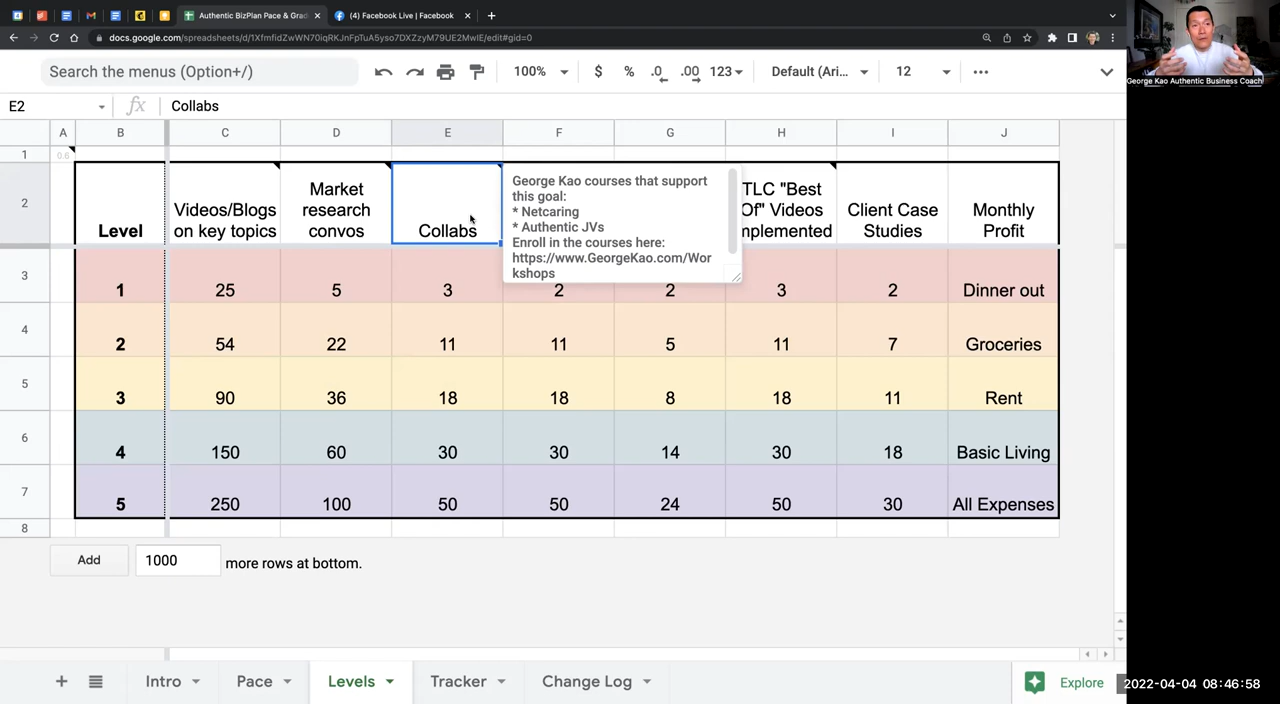 Authentic BizPlan Pace & Grad
(4) Facebook Live | Facebook
docs.google.com/spreadsheets/d/1XfmfidZwWN70iqRKJnFpTuA5yso7DXZzyM79UE2MwIE/edit#gid=0
Search the menus (Option+/)
100%
$ % .0 .00 123
Default (Ari...
12
George Kao Authentic Business Coach
E2
fx
Collabs
A B C D E F G H I J
1
0.6
2
Level
Videos/Blogs
on key topics
Market
research
convos
Collabs
George Kao courses that support
this goal:
* Netcaring
* Authentic JVs
Enroll in the courses here:
https://www.GeorgeKao.com/Wor
kshops
TLC "Best
Of" Videos
mplemented
Client Case
Studies
Monthly
Profit
3
1 25 5 3 2 2 3 2 Dinner out
4
2 54 22 11 11 5 11 7 Groceries
5
3 90 36 18 18 8 18 11 Rent
6
4 150 60 30 30 14 30 18 Basic Living
7
5 250 100 50 50 24 50 30 All Expenses
8
Add 1000 more rows at bottom.
+ Intro Pace Levels Tracker Change Log
Explore
2022-04-04 08:46:58